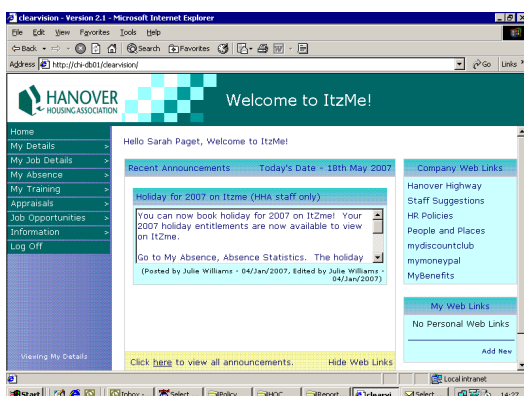 clearvision - Version 2.1 - Microsoft Internet Explorer
File Edit View Favorites Tools Help
Back Search Favorites
Address http://chi-db01/clearvision/ Go Links
HANOVER
HOUSING ASSOCIATION
Welcome to ItzMe!
Home
My Details >
My Job Details >
My Absence >
My Training >
Appraisals >
Job Opportunities >
Information >
Log Off
Viewing My Details
Hello Sarah Paget, Welcome to ItzMe!
Recent Announcements Today's Date - 18th May 2007
Holiday for 2007 on Itzme (HHA staff only)
You can now book holiday for 2007 on ItzMe! Your
2007 holiday entitlements are now available to view
on ItzMe.
Go to My Absence, Absence Statistics. The holiday
(Posted by Julie Williams - 04/Jan/2007, Edited by Julie Williams -
04/Jan/2007)
Click here to view all announcements. Hide Web Links
Company Web Links
Hanover Highway
Staff Suggestions
HR Policies
People and Places
mydiscountclub
mymoneypal
MyBenefits
My Web Links
No Personal Web Links
Add New
Local intranet
Start Inbox - Select Policy HOC Report clearvi Select 14:27